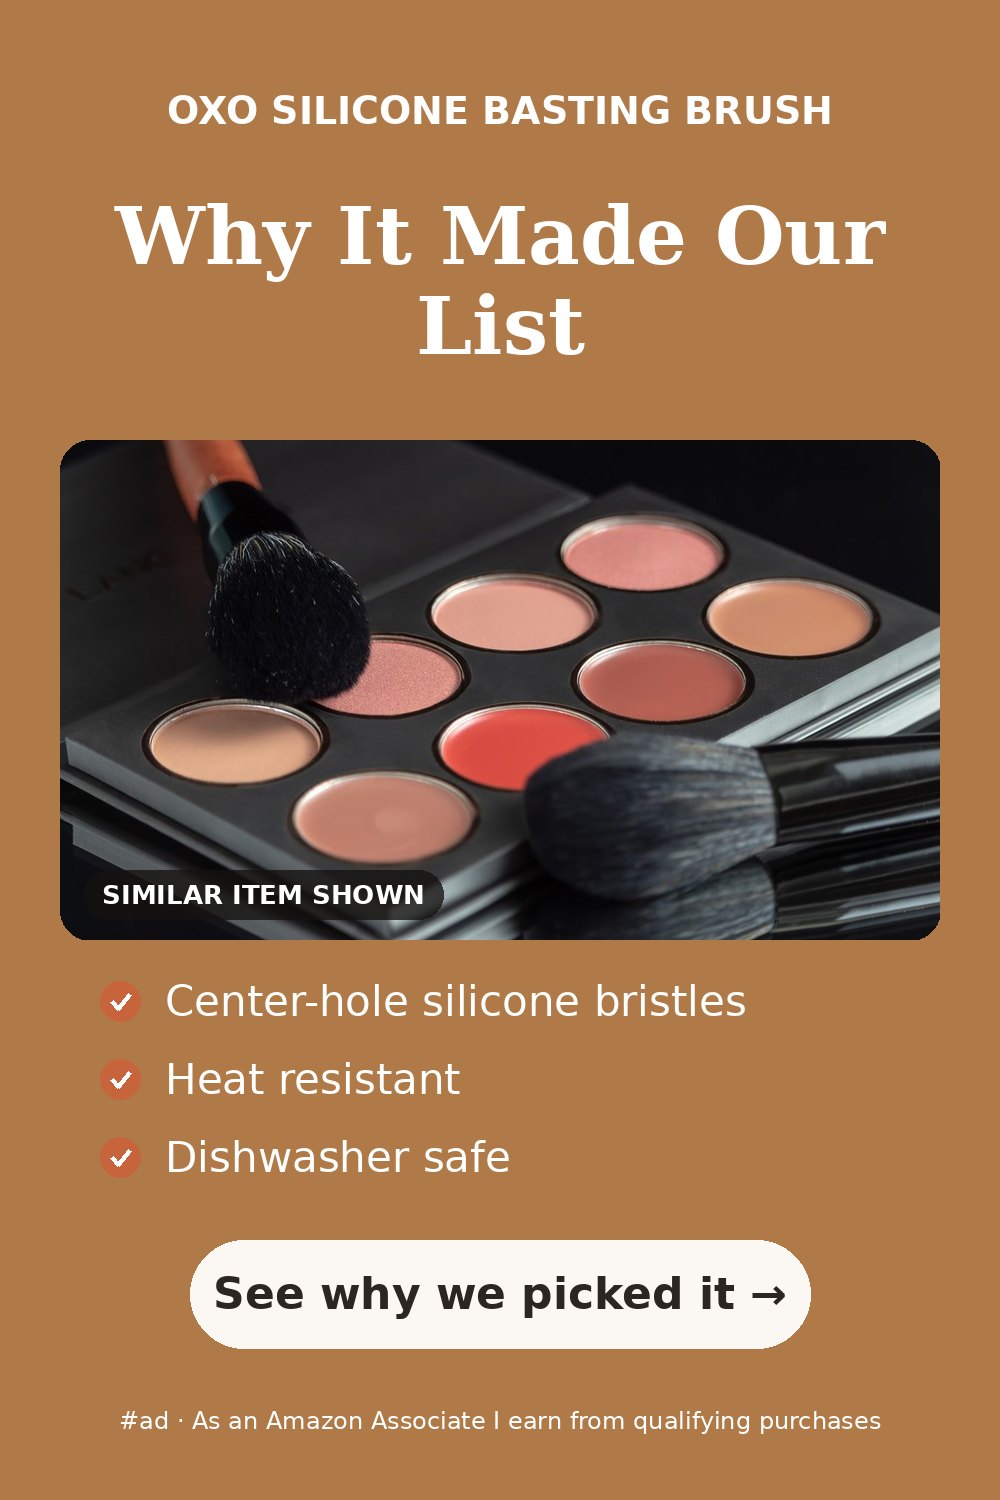 OXO SILICONE BASTING BRUSH
Why It Made Our
List
SIMILAR ITEM SHOWN
Center-hole silicone bristles
Heat resistant
Dishwasher safe
See why we picked it →
#ad · As an Amazon Associate I earn from qualifying purchases